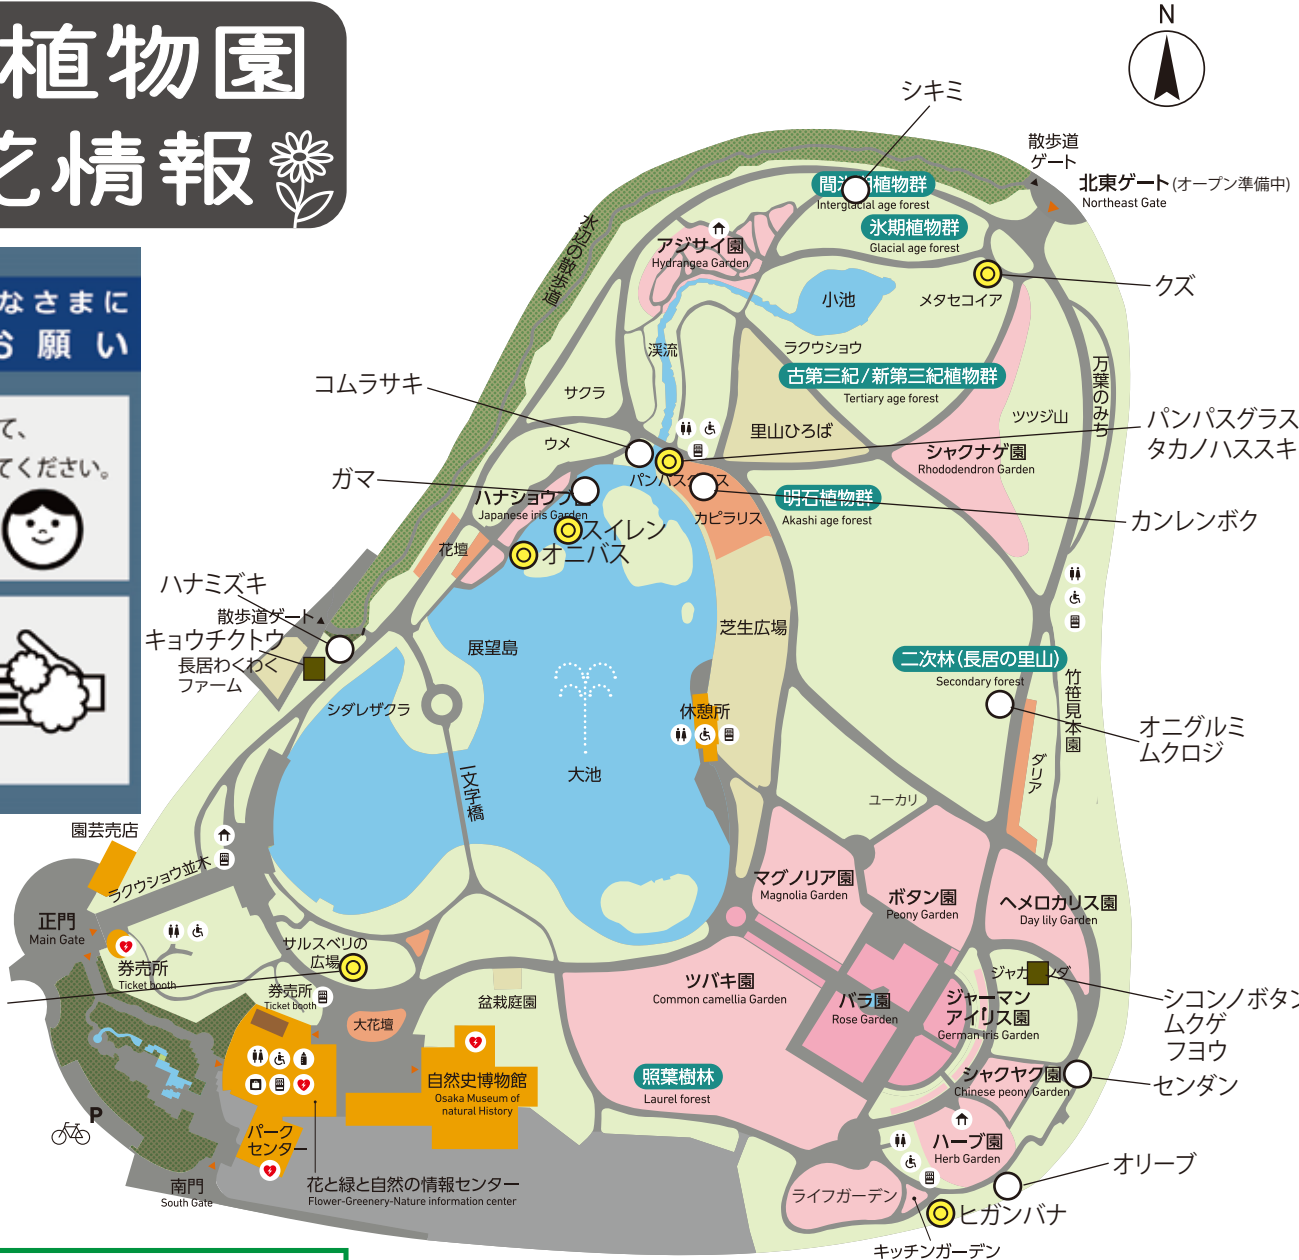 植物園
花情報
なさまに
お願い
て、
てください。
N
シキミ
散歩道
ゲート
北東ゲート(オープン準備中)
Northeast Gate
植物群
Interglacial age forest
氷期植物群
Glacial age forest
アジサイ園
Hydrangea Garden
水辺の散歩道
クズ
メタセコイア
小池
渓流
ラクウショウ
古第三紀/新第三紀植物群
Tertiary age forest
万葉のみち
コムラサキ
サクラ
ツツジ山
パンパスグラス
タカノハススキ
ウメ
里山ひろば
シャクナゲ園
Rhododendron Garden
ガマ
パンパスグラス
ハナショウブ園
Japanese iris Garden
明石植物群
Akashi age forest
カピラリス
カンレンボク
スイレン
オニバス
花壇
ハナミズキ
散歩道ゲート
キョウチクトウ
長居わくわく
ファーム
展望島
芝生広場
二次林(長居の里山)
Secondary forest
竹笹見本園
シダレザクラ
休憩所
オニグルミ
ムクロジ
大池
一文字橋
ダリア
ユーカリ
園芸売店
ラクウショウ並木
マグノリア園
Magnolia Garden
ボタン園
Peony Garden
ヘメロカリス園
Day lily Garden
正門
Main Gate
サルスベリの
広場
券売所
Ticket booth
券売所
Ticket booth
盆栽庭園
ツバキ園
Common camellia Garden
ジャカランダ
バラ園
Rose Garden
ジャーマン
アイリス園
German iris Garden
シコンノボタン
ムクゲ
フヨウ
大花壇
自然史博物館
Osaka Museum of
natural History
照葉樹林
Laurel forest
シャクヤク園
Chinese peony Garden
センダン
P
パーク
センター
ハーブ園
Herb Garden
オリーブ
南門
South Gate
花と緑と自然の情報センター
Flower-Greenery-Nature information center
ライフガーデン
ヒガンバナ
キッチンガーデン